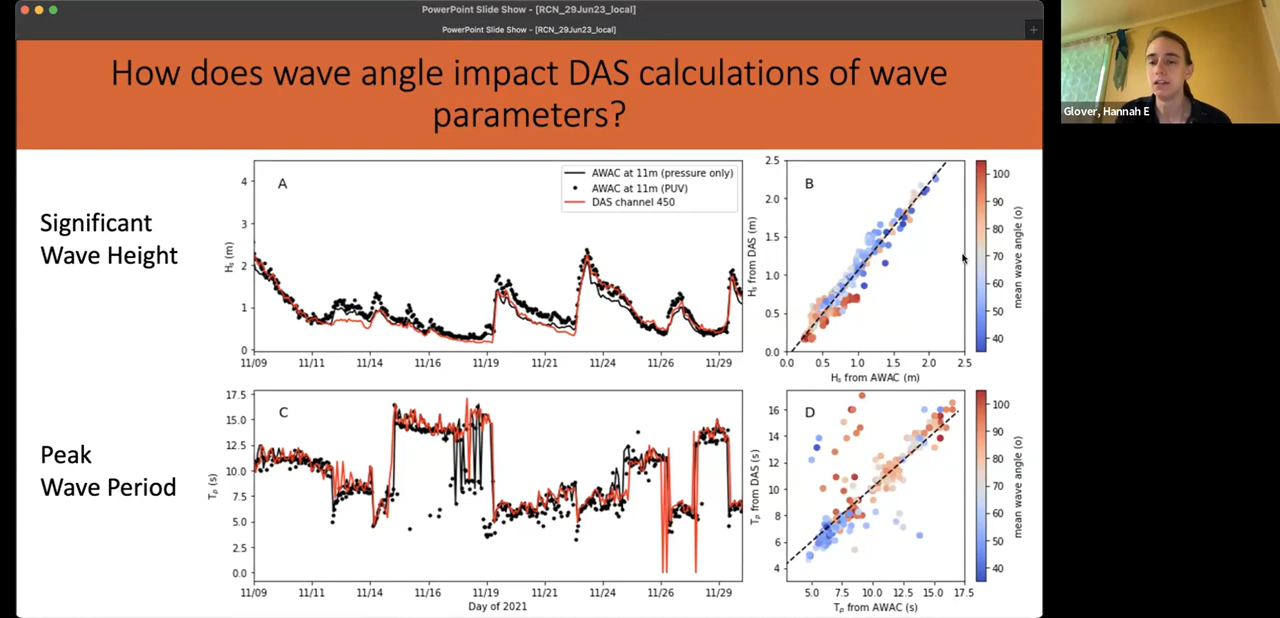 PowerPoint Slide Show - [RCN_29Jun23_local]
PowerPoint Slide Show - [RCN_29Jun23_local]
+
How does wave angle impact DAS calculations of wave
parameters?
Glover, Hannah E
Significant
Wave Height
A
AWAC at 11m (pressure only)
AWAC at 11m (PUV)
DAS channel 450
Hs (m)
4
3
2
1
0
11/09 11/11 11/14 11/16 11/19 11/21 11/24 11/26 11/29
B
Hs from DAS (m)
2.5
2.0
1.5
1.0
0.5
0.0
0.0 0.5 1.0 1.5 2.0 2.5
Hs from AWAC (m)
100
90
80
70
60
50
40
mean wave angle (o)
Peak
Wave Period
C
Tp (s)
17.5
15.0
12.5
10.0
7.5
5.0
2.5
0.0
11/09 11/11 11/14 11/16 11/19 11/21 11/24 11/26 11/29
Day of 2021
D
Tp from DAS (s)
16
14
12
10
8
6
4
5.0 7.5 10.0 12.5 15.0 17.5
Tp from AWAC (s)
100
90
80
70
60
50
40
mean wave angle (o)